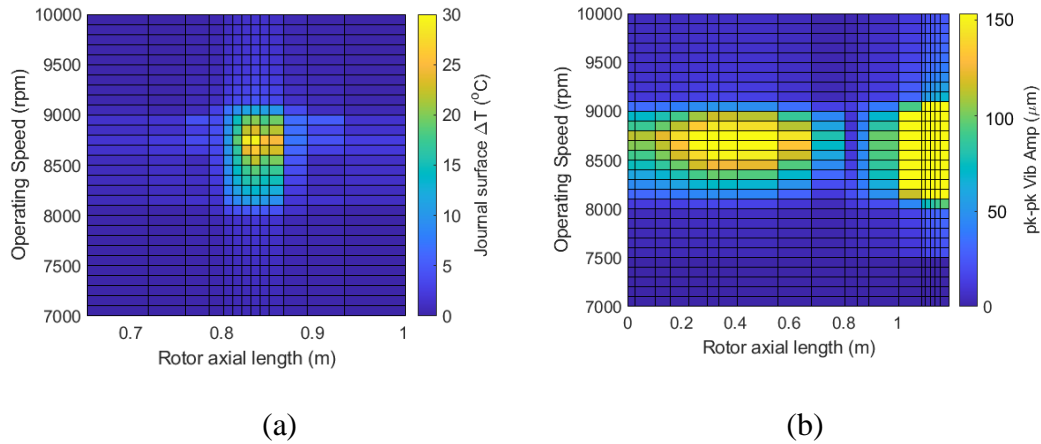 10000
9500
9000
8500
8000
7500
7000
Operating Speed (rpm)
0.7 0.8 0.9 1
Rotor axial length (m)
30
25
20
15
10
5
0
Journal surface ΔT (°C)
(a)
10000
9500
9000
8500
8000
7500
7000
Operating Speed (rpm)
0 0.2 0.4 0.6 0.8 1
Rotor axial length (m)
150
100
50
0
pk-pk Vib Amp (μm)
(b)